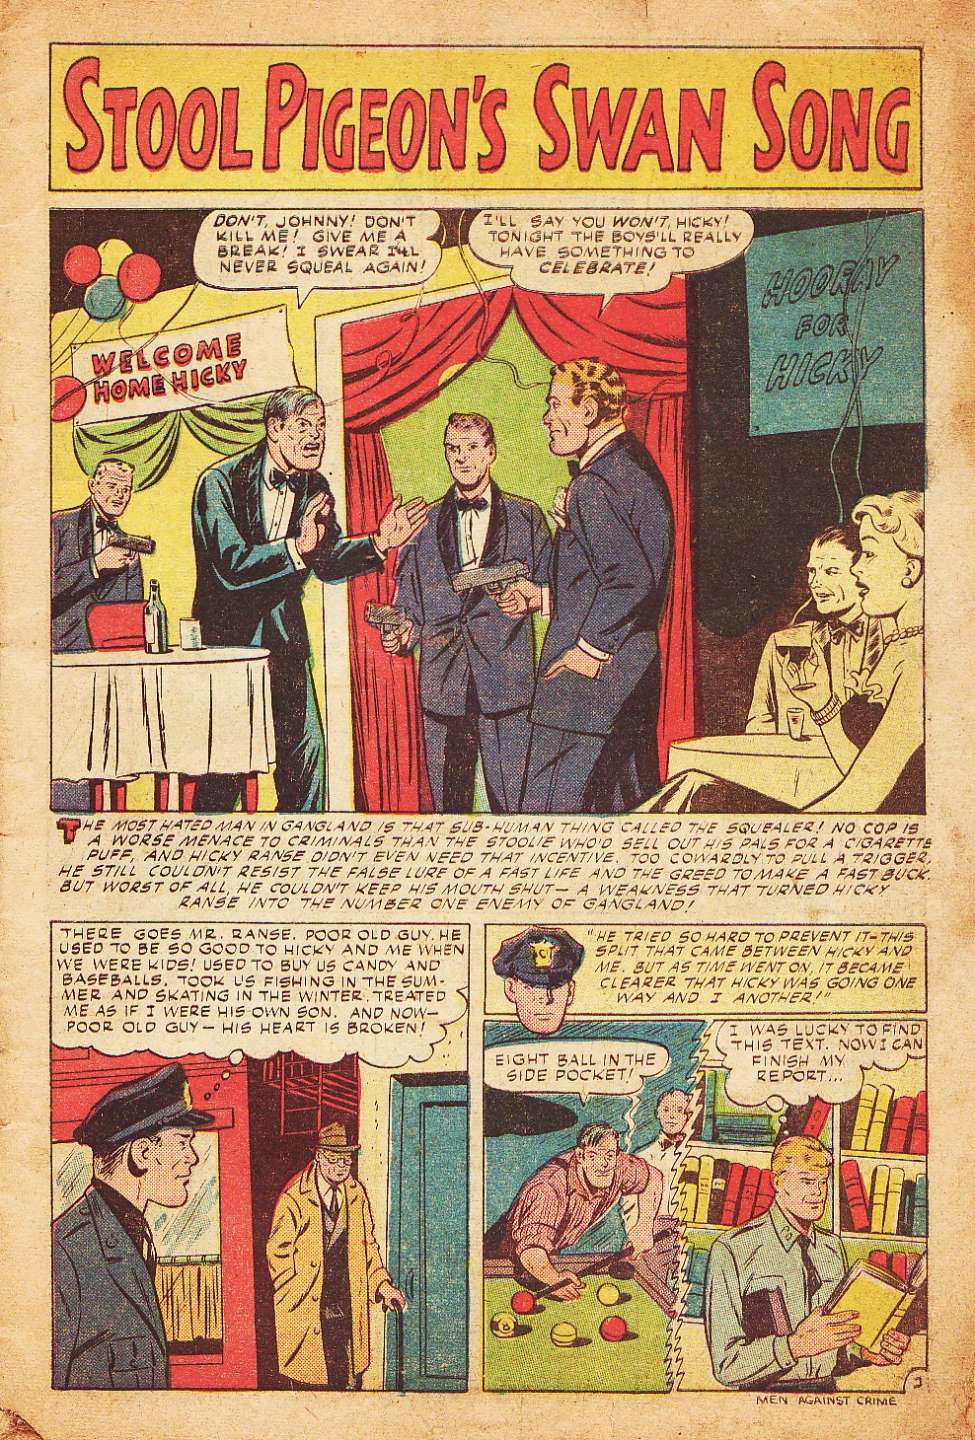 STOOL PIGEON'S SWAN SONG
DON'T, JOHNNY! DON'T
KILL ME! GIVE ME A
BREAK! I SWEAR I'LL
NEVER SQUEAL AGAIN!
I'LL SAY YOU WON'T, HICKY!
TONIGHT THE BOYS'LL REALLY
HAVE SOMETHING TO
CELEBRATE!
WELCOME
HOME HICKY
HOORAY
FOR
HICKY
THE MOST HATED MAN IN GANGLAND IS THAT SUB-HUMAN THING CALLED THE SQUEALER! NO COP IS
A WORSE MENACE TO CRIMINALS THAN THE STOOLIE WHO'D SELL OUT HIS PALS FOR A CIGARETTE
PUFF, AND HICKY RANSE DIDN'T EVEN NEED THAT INCENTIVE. TOO COWARDLY TO PULL A TRIGGER,
HE STILL COULDN'T RESIST THE FALSE LURE OF A FAST LIFE AND THE GREED TO MAKE A FAST BUCK.
BUT WORST OF ALL, HE COULDN'T KEEP HIS MOUTH SHUT— A WEAKNESS THAT TURNED HICKY
RANSE INTO THE NUMBER ONE ENEMY OF GANGLAND!
THERE GOES MR. RANSE. POOR OLD GUY. HE
USED TO BE SO GOOD TO HICKY AND ME WHEN
WE WERE KIDS! USED TO BUY US CANDY AND
BASEBALLS. TOOK US FISHING IN THE SUM-
MER AND SKATING IN THE WINTER. TREATED
ME AS IF I WERE HIS OWN SON. AND NOW—
POOR OLD GUY— HIS HEART IS BROKEN!
"HE TRIED SO HARD TO PREVENT IT—THIS
SPLIT THAT CAME BETWEEN HICKY AND
ME. BUT AS TIME WENT ON, IT BECAME
CLEARER THAT HICKY WAS GOING ONE
WAY AND I ANOTHER!"
EIGHT BALL IN THE
SIDE POCKET!
I WAS LUCKY TO FIND
THIS TEXT. NOW I CAN
FINISH MY
REPORT...
8
MEN AGAINST CRIME